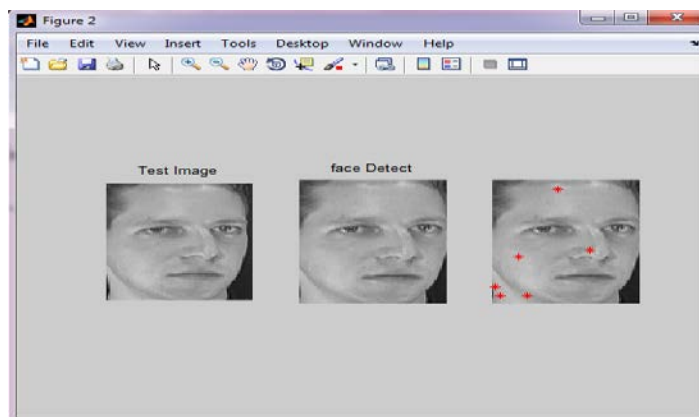 Figure 2
File Edit View Insert Tools Desktop Window Help
Test Image
face Detect